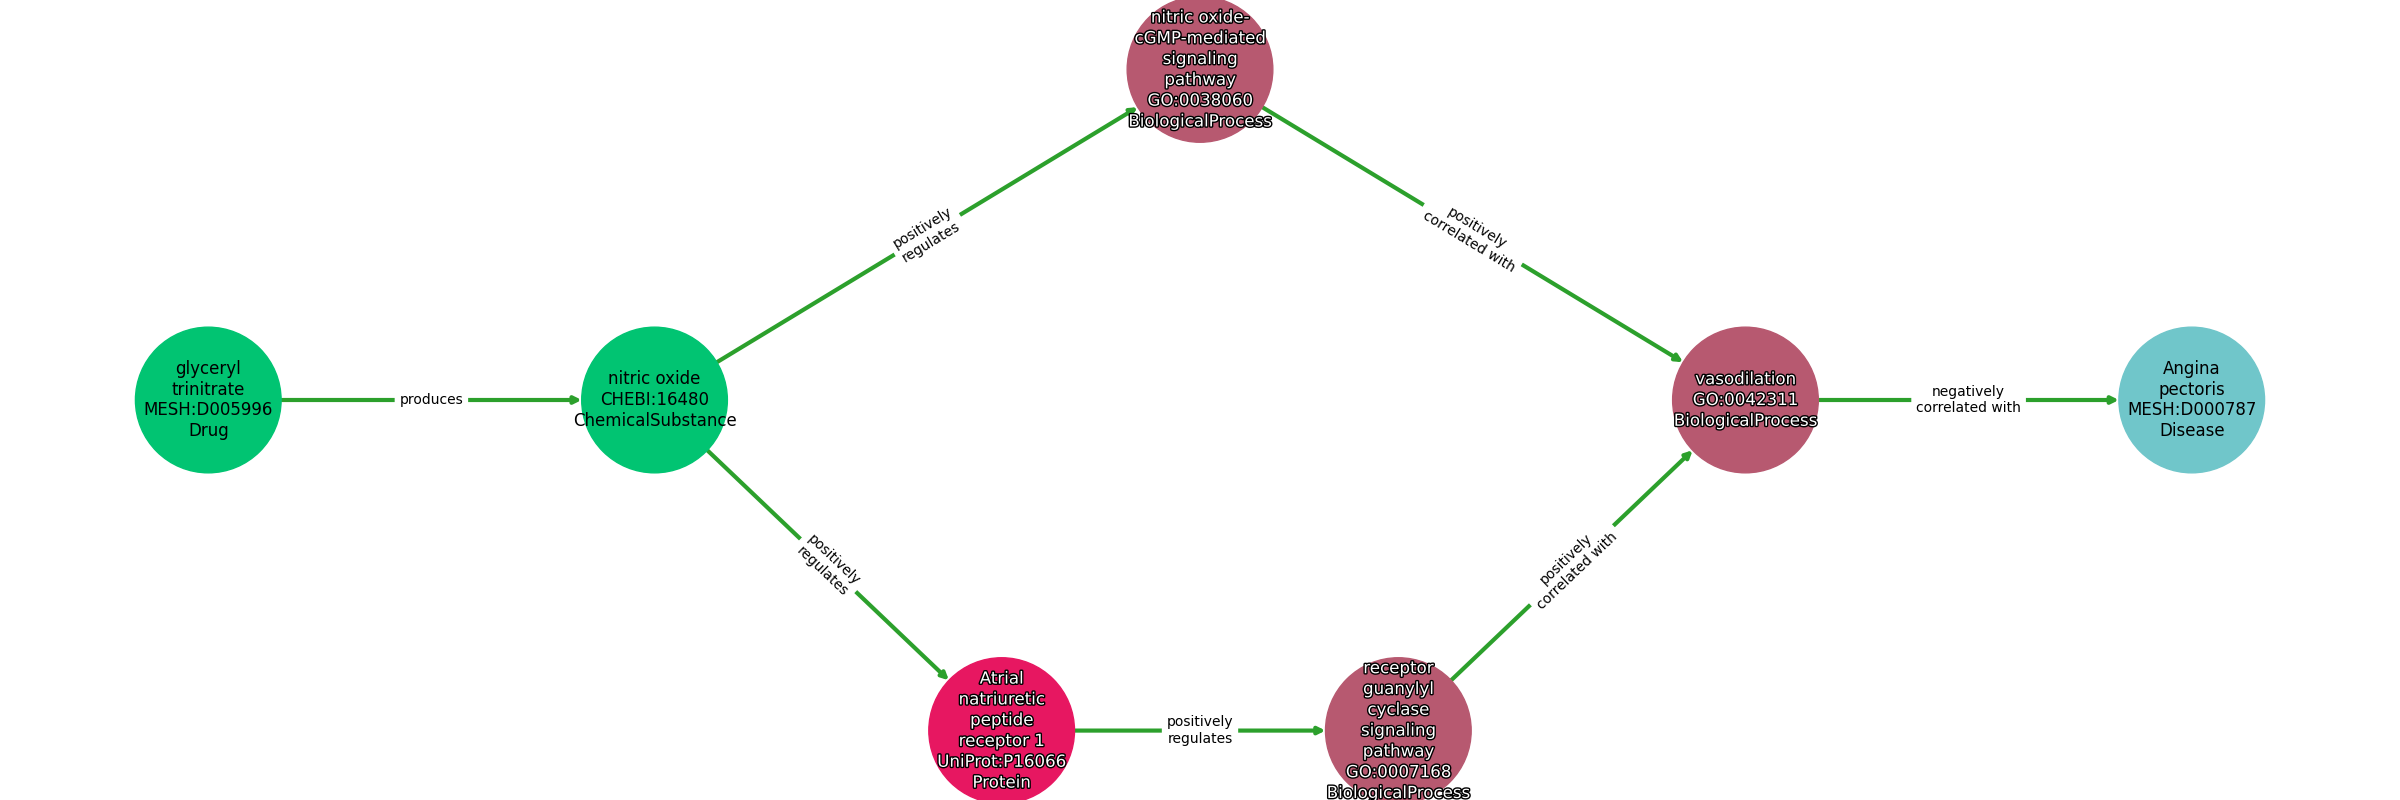 nitric oxide-
cGMP-mediated
signaling
pathway
GO:0038060
BiologicalProcess
positively
regulates
positively
correlated with
glyceryl
trinitrate
MESH:D005996
Drug
produces
nitric oxide
CHEBI:16480
ChemicalSubstance
vasodilation
GO:0042311
BiologicalProcess
negatively
correlated with
Angina
pectoris
MESH:D000787
Disease
positively
regulates
positively
correlated with
Atrial
natriuretic
peptide
receptor 1
UniProt:P16066
Protein
positively
regulates
receptor
guanylyl
cyclase
signaling
pathway
GO:0007168
BiologicalProcess